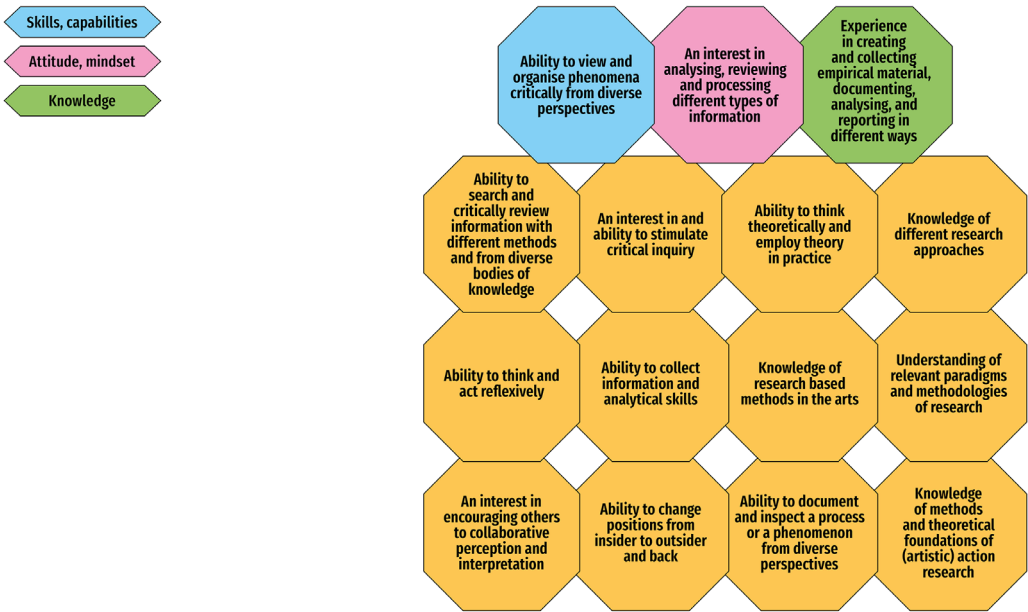 Skills, capabilities
Attitude, mindset
Knowledge
Ability to view and
organise phenomena
critically from diverse
perspectives
An interest in
analysing, reviewing
and processing
different types of
information
Experience
in creating
and collecting
empirical material,
documenting,
analysing, and
reporting in
different ways
Ability to
search and
critically review
information with
different methods
and from diverse
bodies of
knowledge
An interest in and
ability to stimulate
critical inquiry
Ability to think
theoretically and
employ theory
in practice
Knowledge of
different research
approaches
Ability to think and
act reflexively
Ability to collect
information and
analytical skills
Knowledge of
research based
methods in the arts
Understanding of
relevant paradigms
and methodologies
of research
An interest in
encouraging others
to collaborative
perception and
interpretation
Ability to change
positions from
insider to outsider
and back
Ability to document
and inspect a process
or a phenomenon
from diverse
perspectives
Knowledge
of methods
and theoretical
foundations of
(artistic) action
research